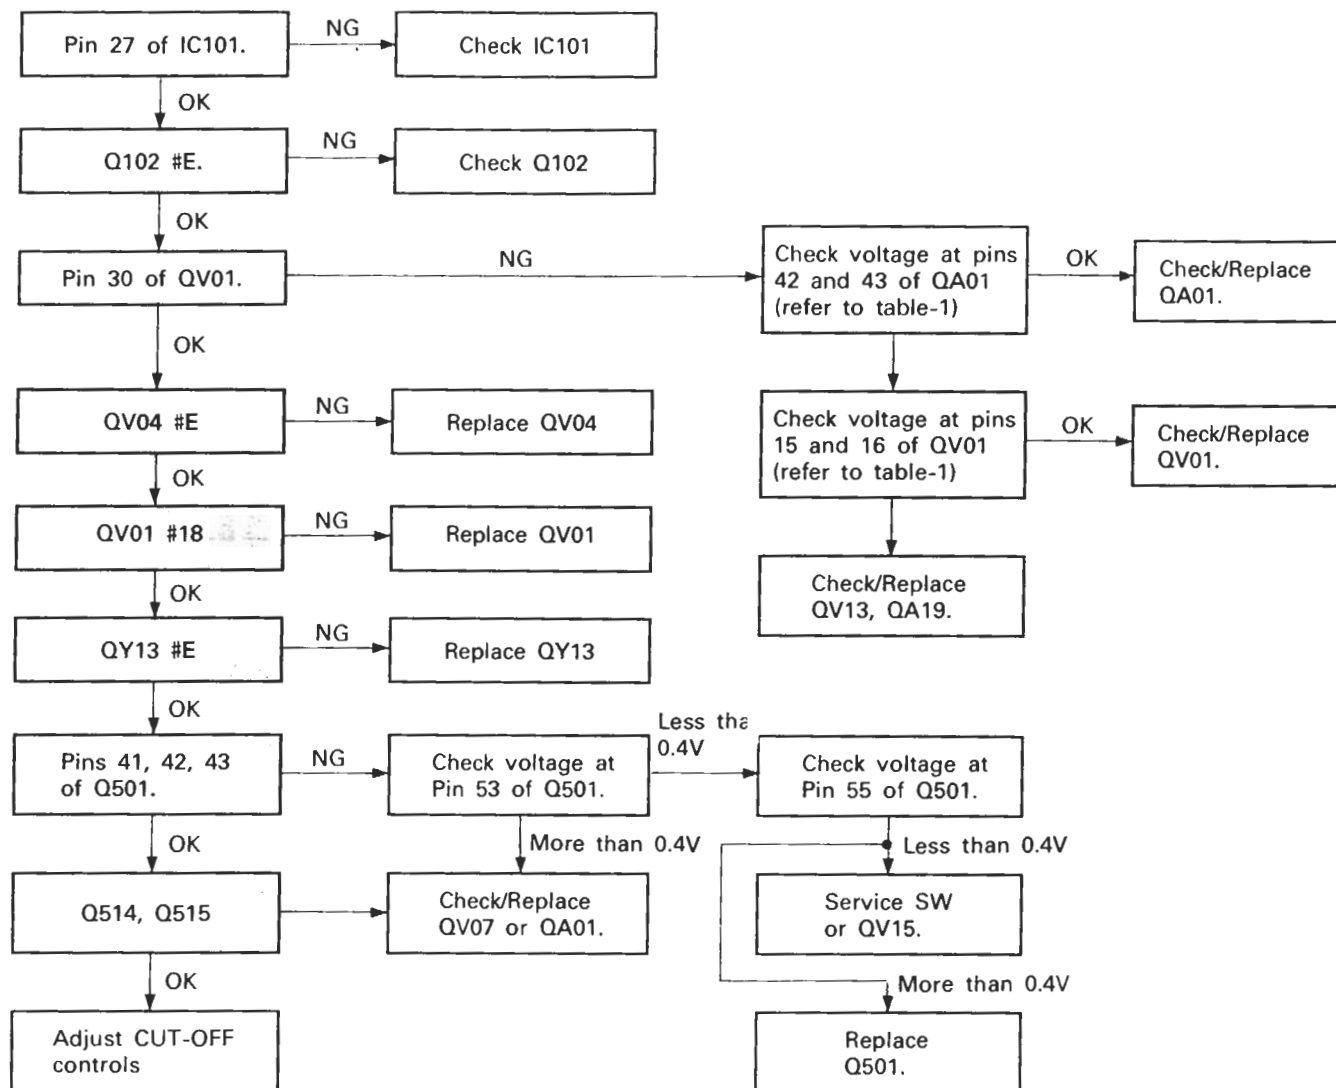 Pin 27 of IC101.
NG
Check IC101
OK
Q102 #E.
NG
Check Q102
OK
Pin 30 of QV01.
NG
Check voltage at pins
42 and 43 of QA01
(refer to table-1)
OK
Check/Replace
QA01.
OK
QV04 #E
NG
Replace QV04
Check voltage at pins
15 and 16 of QV01
(refer to table-1)
OK
Check/Replace
QV01.
OK
QV01 #18
NG
Replace QV01
Check/Replace
QV13, QA19.
OK
QY13 #E
NG
Replace QY13
OK
Pins 41, 42, 43
of Q501.
NG
Check voltage at
Pin 53 of Q501.
Less tha
0.4V
Check voltage at
Pin 55 of Q501.
OK
More than 0.4V
Less than 0.4V
Q514, Q515
Check/Replace
QV07 or QA01.
Service SW
or QV15.
OK
More than 0.4V
Adjust CUT-OFF
controls
Replace
Q501.